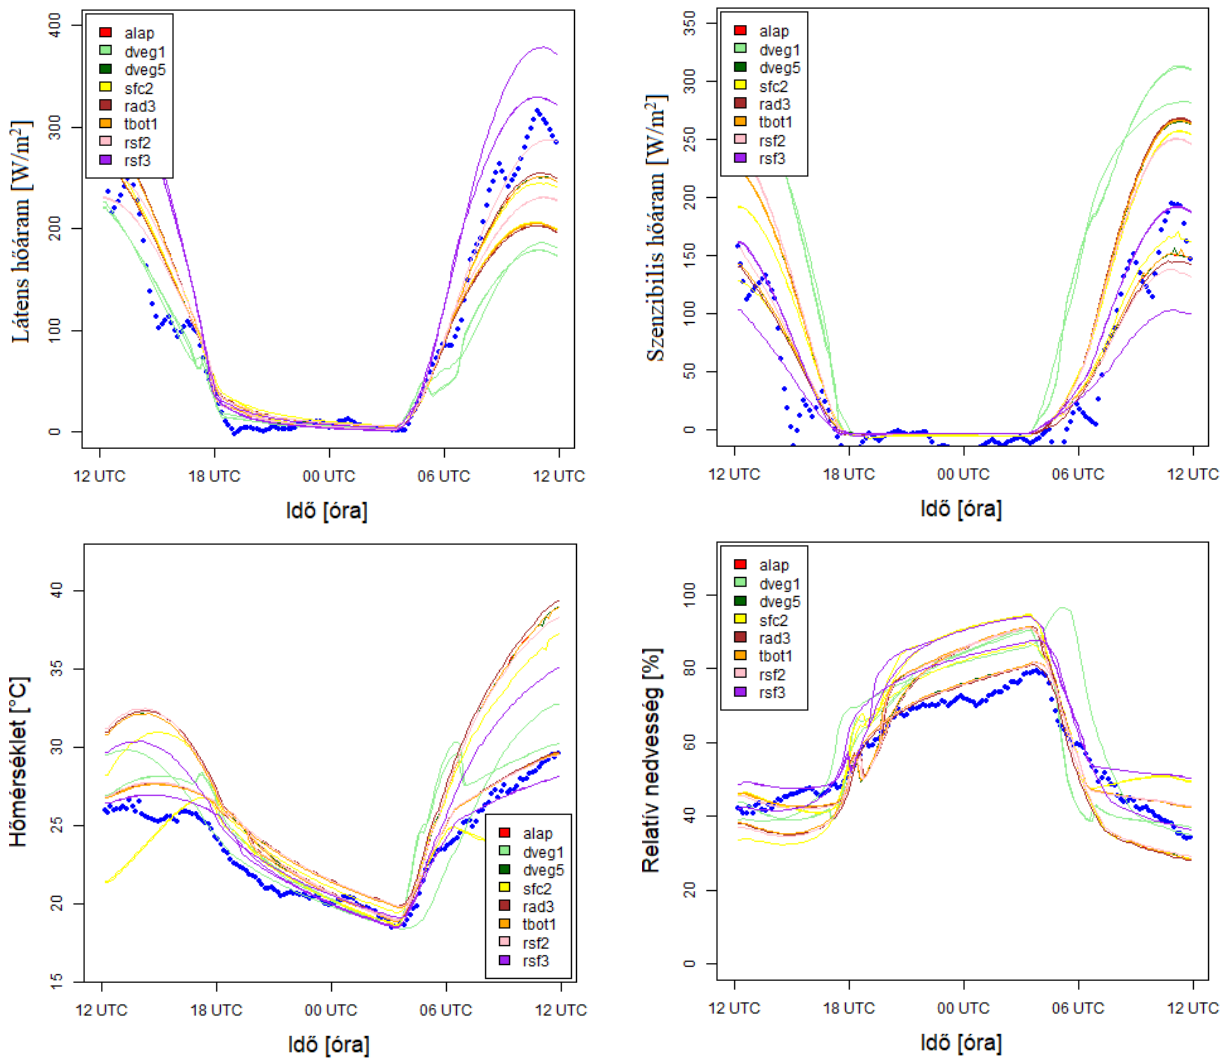 400
300
200
100
0
Látens hőáram [W/m²]
alap
dveg1
dveg5
sfc2
rad3
tbot1
rsf2
rsf3
12 UTC 18 UTC 00 UTC 06 UTC 12 UTC
Idő [óra]
350
300
250
200
150
100
50
0
Szenzibilis hőáram [W/m²]
alap
dveg1
dveg5
sfc2
rad3
tbot1
rsf2
rsf3
12 UTC 18 UTC 00 UTC 06 UTC 12 UTC
Idő [óra]
40
35
30
25
20
15
Hőmérséklet [°C]
alap
dveg1
dveg5
sfc2
rad3
tbot1
rsf2
rsf3
12 UTC 18 UTC 00 UTC 06 UTC 12 UTC
Idő [óra]
100
80
60
40
20
0
Relatív nedvesség [%]
alap
dveg1
dveg5
sfc2
rad3
tbot1
rsf2
rsf3
12 UTC 18 UTC 00 UTC 06 UTC 12 UTC
Idő [óra]